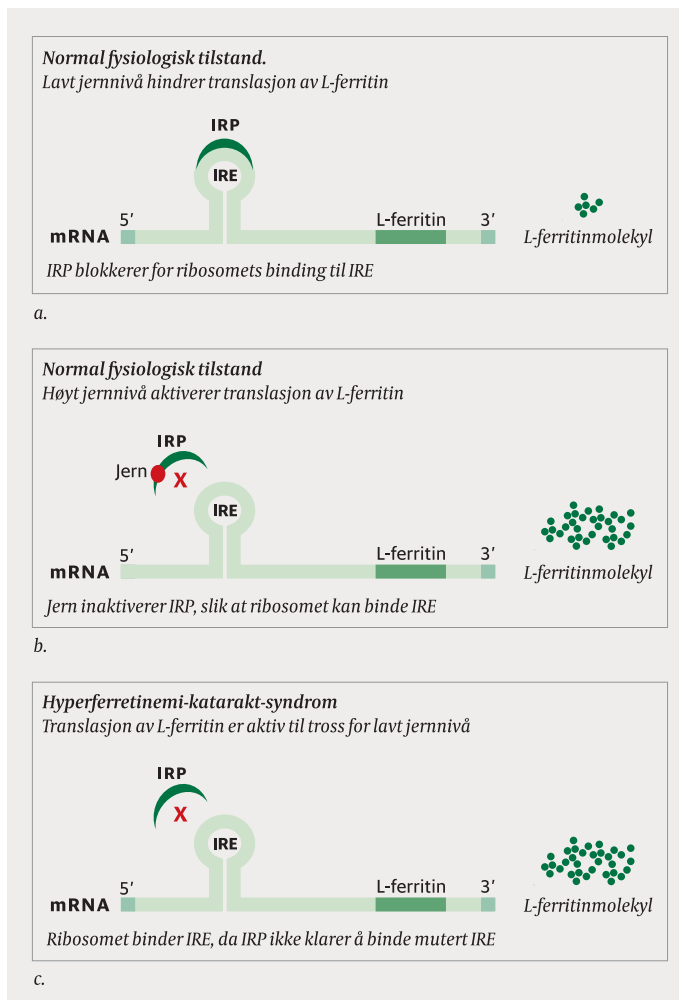 Normal fysiologisk tilstand.
Lavt jernnivå hindrer translasjon av L-ferritin
IRP
IRE
5′
L-ferritin
3′
mRNA
L-ferritinmolekyl
IRP blokkerer for ribosomets binding til IRE
a.
Normal fysiologisk tilstand
Høyt jernnivå aktiverer translasjon av L-ferritin
IRP
Jern
X
IRE
5′
L-ferritin
3′
mRNA
L-ferritinmolekyl
Jern inaktiverer IRP, slik at ribosomet kan binde IRE
b.
Hyperferretinemi-katarakt-syndrom
Translasjon av L-ferritin er aktiv til tross for lavt jernnivå
IRP
X
IRE
5′
L-ferritin
3′
mRNA
L-ferritinmolekyl
Ribosomet binder IRE, da IRP ikke klarer å binde mutert IRE
c.